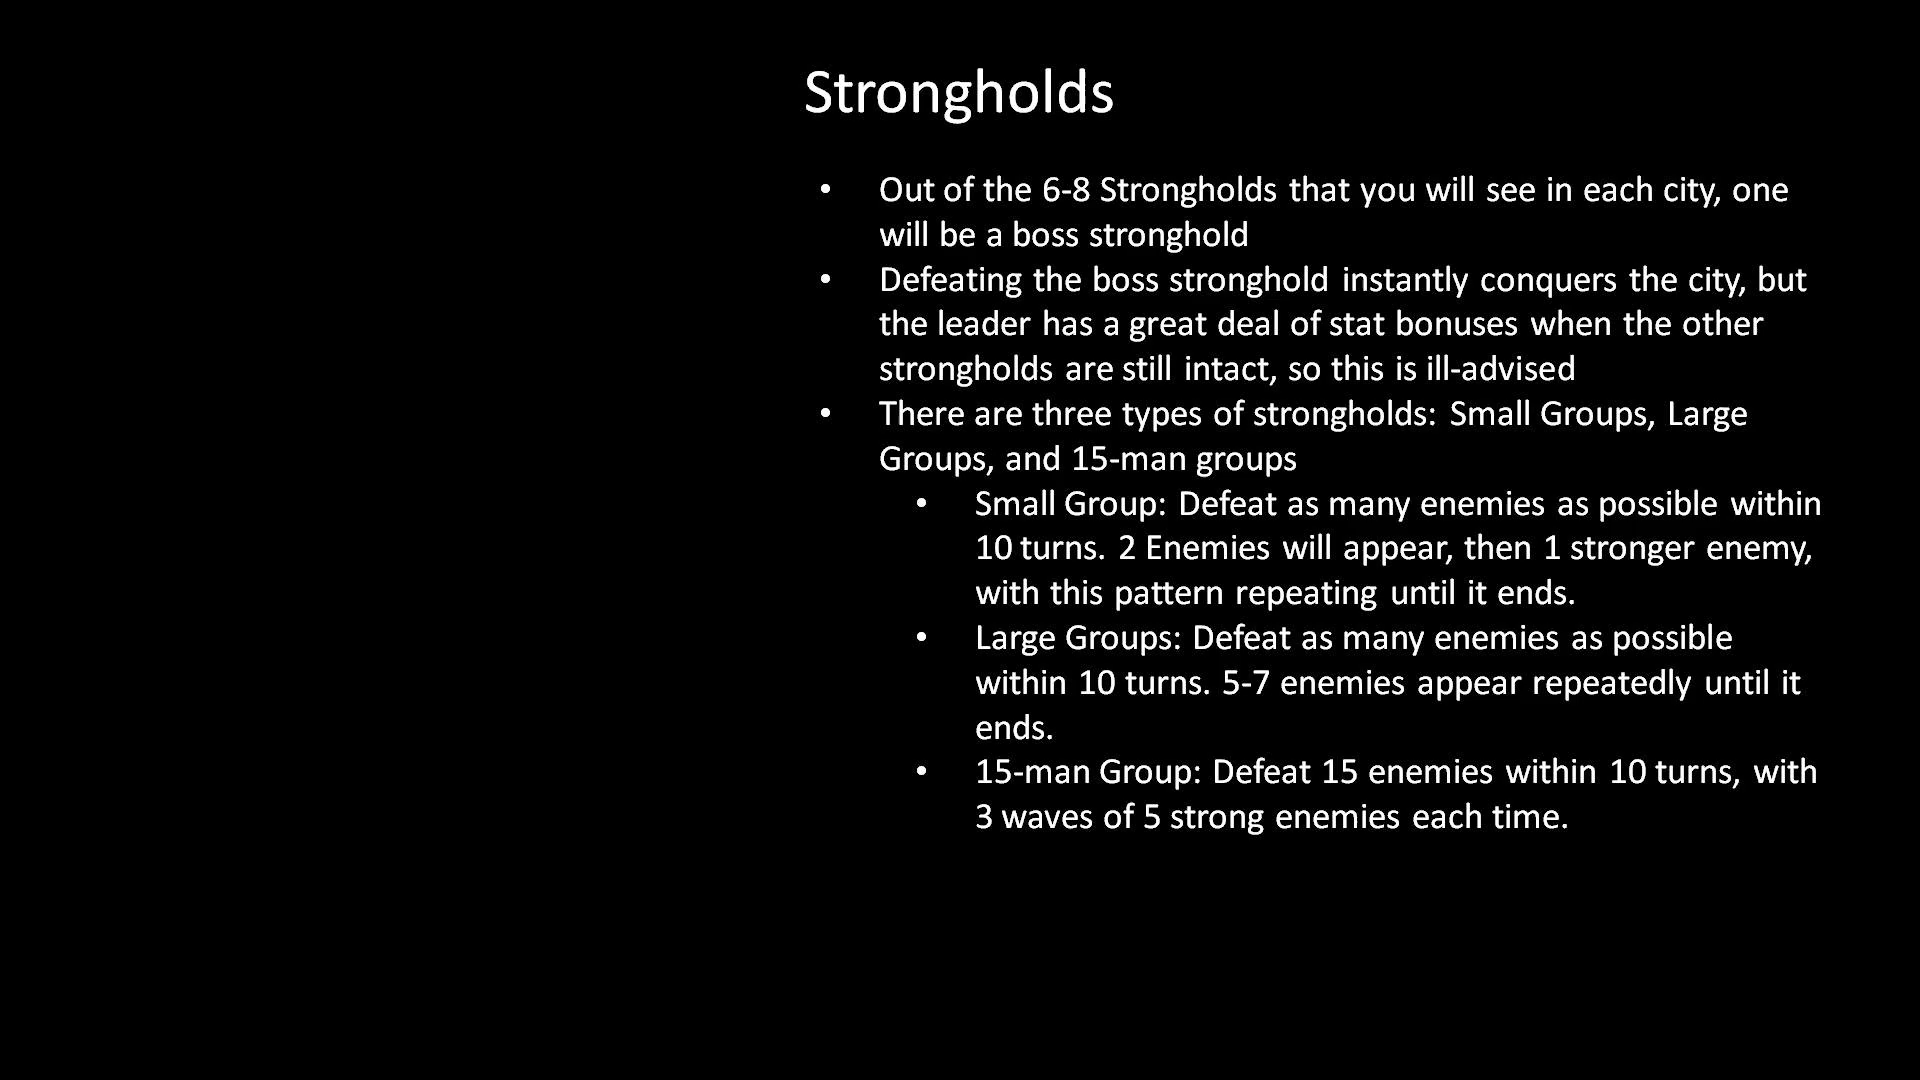 Strongholds
• Out of the 6-8 Strongholds that you will see in each city, one
will be a boss stronghold
• Defeating the boss stronghold instantly conquers the city, but
the leader has a great deal of stat bonuses when the other
strongholds are still intact, so this is ill-advised
• There are three types of strongholds: Small Groups, Large
Groups, and 15-man groups
• Small Group: Defeat as many enemies as possible within
10 turns. 2 Enemies will appear, then 1 stronger enemy,
with this pattern repeating until it ends.
• Large Groups: Defeat as many enemies as possible
within 10 turns. 5-7 enemies appear repeatedly until it
ends.
• 15-man Group: Defeat 15 enemies within 10 turns, with
3 waves of 5 strong enemies each time.